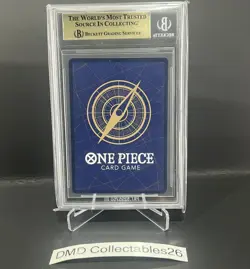 THE WORLD'S MOST TRUSTED
SOURCE IN COLLECTING
BECKETT GRADING SERVICES
ONE PIECE
CARD GAME
DMD Collectables26